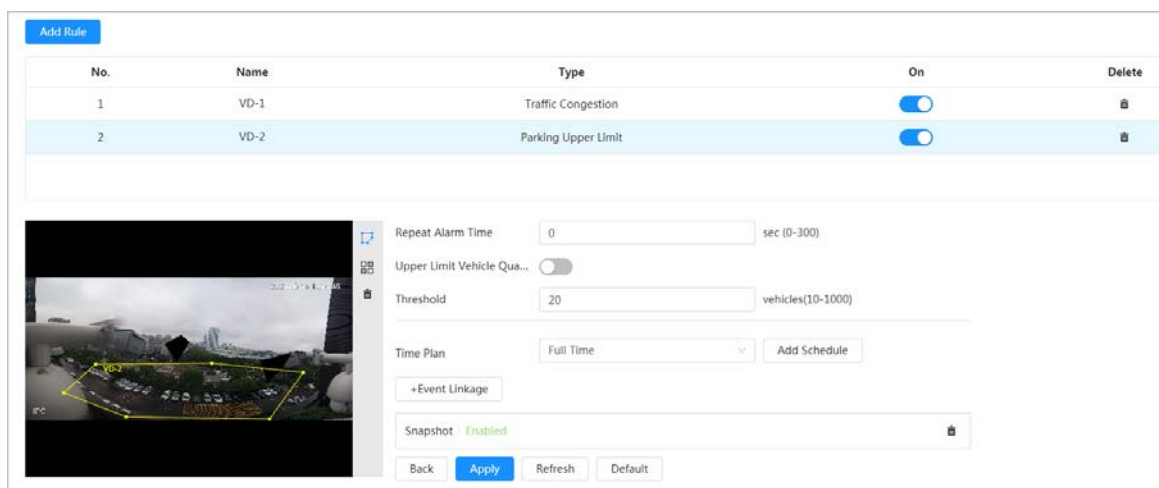 Add Rule
No. Name Type On Delete
1 VD-1 Traffic Congestion
2 VD-2 Parking Upper Limit
Repeat Alarm Time 0 sec (0-300)
Upper Limit Vehicle Qua...
Threshold 20 vehicles(10-1000)
Time Plan Full Time Add Schedule
+Event Linkage
Snapshot Enabled
Back Apply Refresh Default
VD-2
IPC